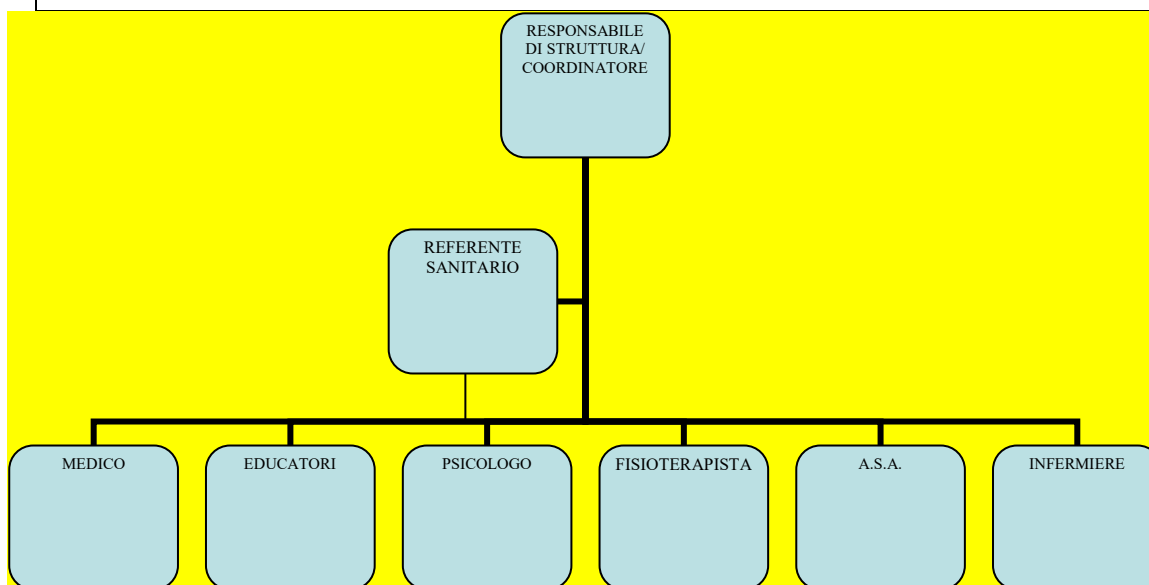 RESPONSABILE
DI STRUTTURA/
COORDINATORE
REFERENTE
SANITARIO
MEDICO
EDUCATORI
PSICOLOGO
FISIOTERAPISTA
A.S.A.
INFERMIERE